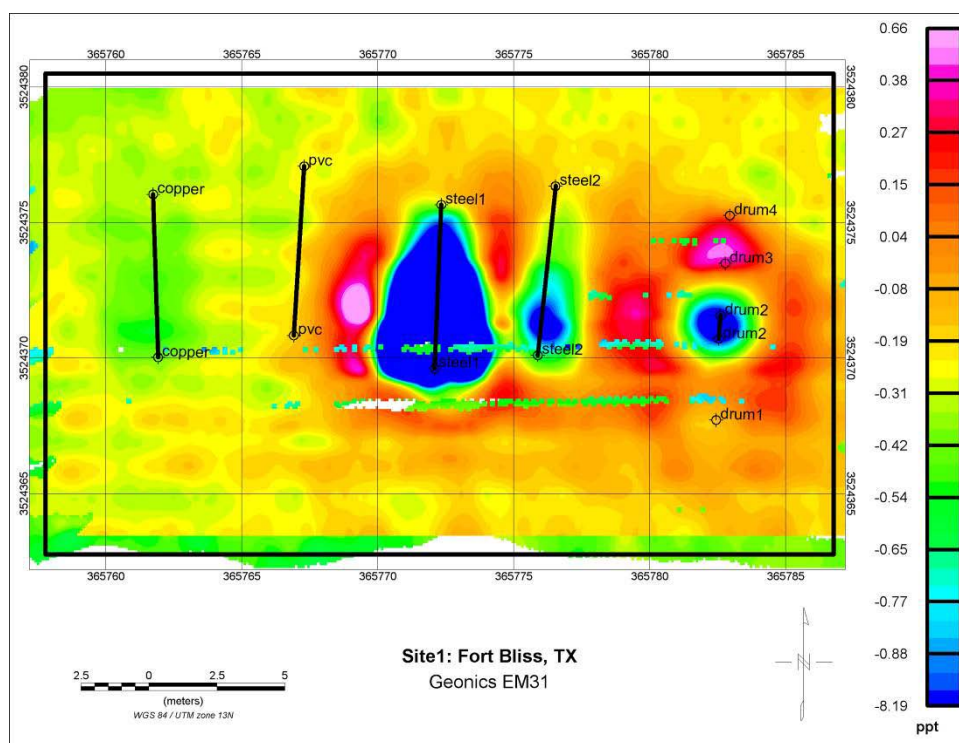 365760 365765 365770 365775 365780 365785
3524380 3524380
3524375 3524375
3524370 3524370
3524365 3524365
copper
pvc
steel1
steel2
drum4
drum3
drum2
drum2
pvc
copper
steel1
steel2
drum1
365760 365765 365770 365775 365780 365785
0.66
0.38
0.27
0.15
0.04
-0.08
-0.19
-0.31
-0.42
-0.54
-0.65
-0.77
-0.88
-8.19
ppt
Site1: Fort Bliss, TX
Geonics EM31
2.5 0 2.5 5
(meters)
WGS 84 / UTM zone 13N
N